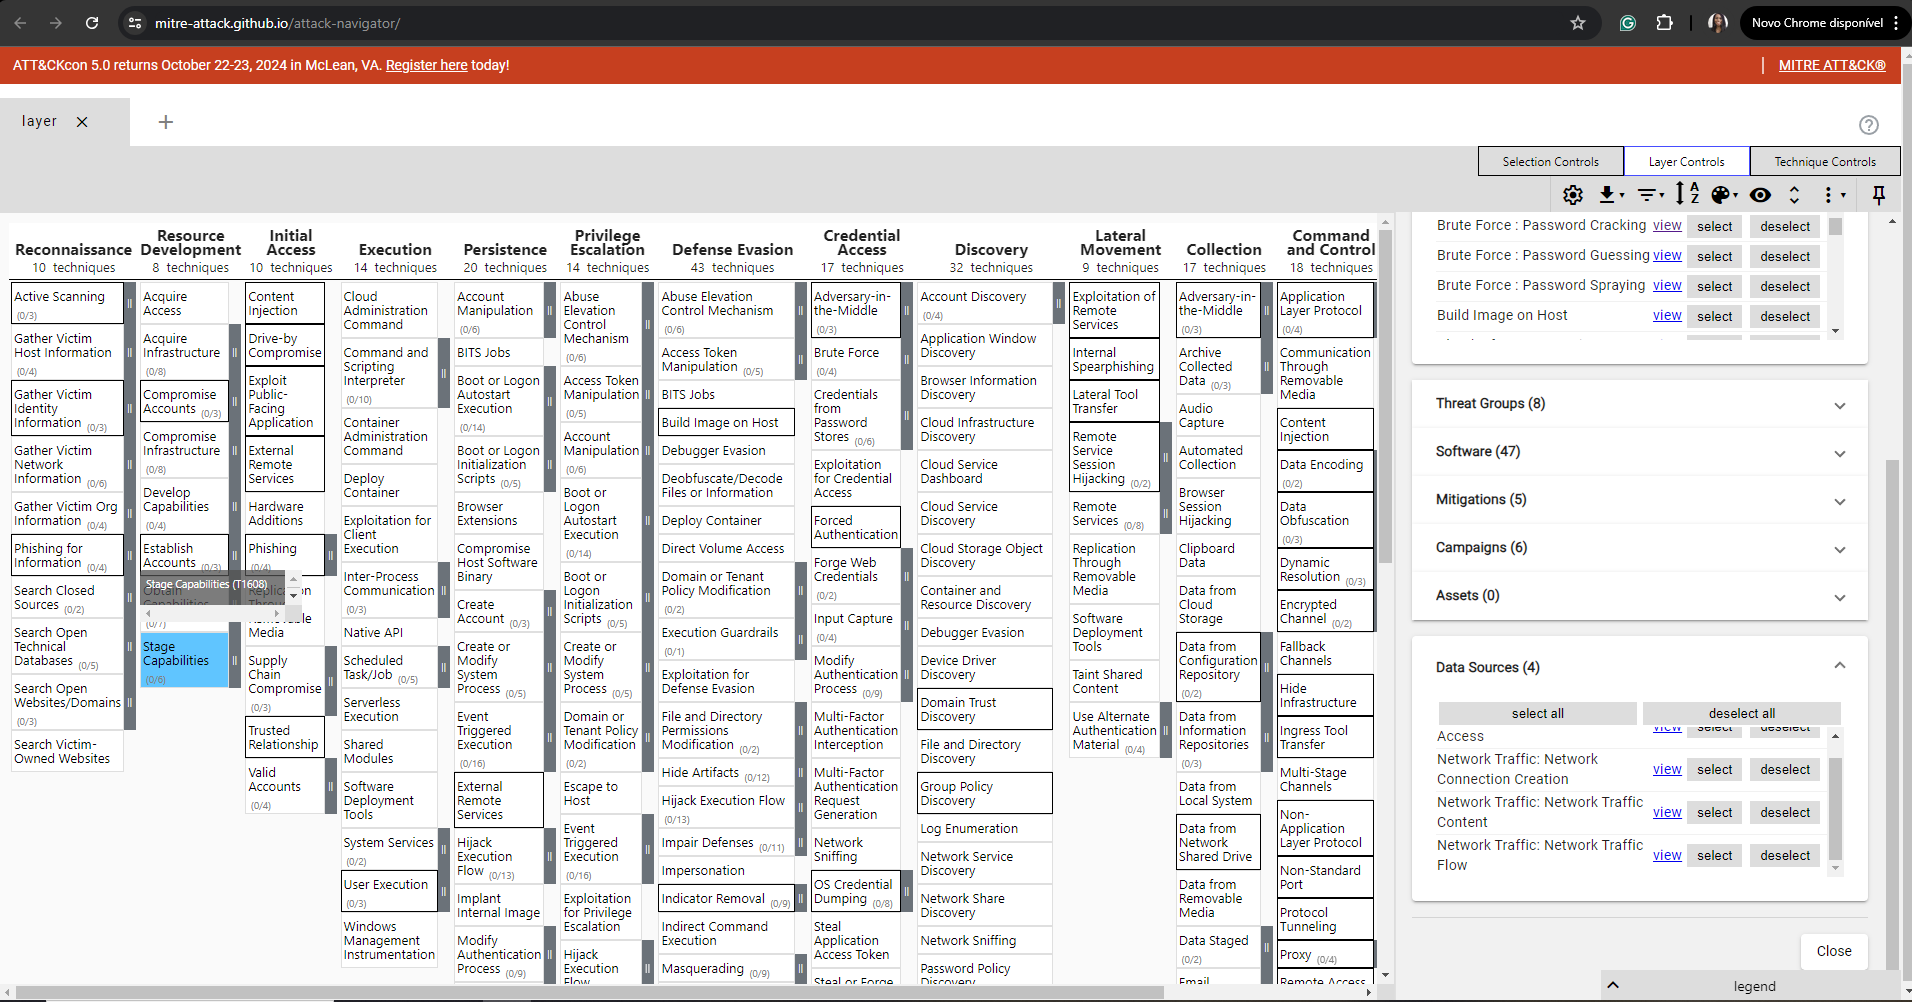 mitre-attack.github.io/attack-navigator/
Novo Chrome disponível
ATT&CKcon 5.0 returns October 22-23, 2024 in McLean, VA. Register here today!
MITRE ATT&CK®
layer
Selection Controls
Layer Controls
Technique Controls
Reconnaissance
10 techniques
Active Scanning
(0/3)
Gather Victim
Host Information
(0/4)
Gather Victim
Identity
Information (0/3)
Gather Victim
Network
Information (0/6)
Gather Victim Org
Information (0/4)
Phishing for
Information (0/4)
Search Closed
Sources (0/2)
Search Open
Technical
Databases (0/5)
Search Open
Websites/Domains
(0/3)
Search Victim-
Owned Websites
Resource
Development
8 techniques
Acquire
Access
Acquire
Infrastructure
(0/8)
Compromise
Accounts (0/3)
Compromise
Infrastructure
(0/8)
Develop
Capabilities
(0/4)
Establish
Accounts (0/3)
Stage Capabilities (T1608)
Obtain
Capabilities
(0/7)
Stage
Capabilities
(0/6)
Initial
Access
10 techniques
Content
Injection
Drive-by
Compromise
Exploit
Public-
Facing
Application
External
Remote
Services
Hardware
Additions
Phishing
(0/4)
Replication
Through
Removable
Media
Supply
Chain
Compromise
(0/3)
Trusted
Relationship
Valid
Accounts
(0/4)
Execution
14 techniques
Cloud
Administration
Command
Command and
Scripting
Interpreter
(0/10)
Container
Administration
Command
Deploy
Container
Exploitation for
Client
Execution
Inter-Process
Communication
(0/3)
Native API
Scheduled
Task/Job (0/5)
Serverless
Execution
Shared
Modules
Software
Deployment
Tools
System Services
(0/2)
User Execution
(0/3)
Windows
Management
Instrumentation
Persistence
20 techniques
Account
Manipulation
(0/6)
BITS Jobs
Boot or Logon
Autostart
Execution
(0/14)
Boot or Logon
Initialization
Scripts (0/5)
Browser
Extensions
Compromise
Host Software
Binary
Create
Account (0/3)
Create or
Modify
System
Process (0/5)
Event
Triggered
Execution
(0/16)
External
Remote
Services
Hijack
Execution
Flow (0/13)
Implant
Internal Image
Modify
Authentication
Process (0/9)
Privilege
Escalation
14 techniques
Abuse
Elevation
Control
Mechanism
(0/6)
Access Token
Manipulation
(0/5)
Account
Manipulation
(0/6)
Boot or
Logon
Autostart
Execution
(0/14)
Boot or
Logon
Initialization
Scripts (0/5)
Create or
Modify
System
Process (0/5)
Domain or
Tenant Policy
Modification
(0/2)
Escape to
Host
Event
Triggered
Execution
(0/16)
Exploitation
for Privilege
Escalation
Hijack
Execution
Flow
Defense Evasion
43 techniques
Abuse Elevation
Control Mechanism
(0/6)
Access Token
Manipulation (0/5)
BITS Jobs
Build Image on Host
Debugger Evasion
Deobfuscate/Decode
Files or Information
Deploy Container
Direct Volume Access
Domain or Tenant
Policy Modification
(0/2)
Execution Guardrails
(0/1)
Exploitation for
Defense Evasion
File and Directory
Permissions
Modification (0/2)
Hide Artifacts (0/12)
Hijack Execution Flow
(0/13)
Impair Defenses (0/11)
Impersonation
Indicator Removal (0/9)
Indirect Command
Execution
Masquerading (0/9)
Credential
Access
17 techniques
Adversary-in-
the-Middle
(0/3)
Brute Force
(0/4)
Credentials
from
Password
Stores (0/6)
Exploitation
for Credential
Access
Forced
Authentication
Forge Web
Credentials
(0/2)
Input Capture
(0/4)
Modify
Authentication
Process (0/9)
Multi-Factor
Authentication
Interception
Multi-Factor
Authentication
Request
Generation
Network
Sniffing
OS Credential
Dumping (0/8)
Steal
Application
Access Token
Steal or Forge
Discovery
32 techniques
Account Discovery
(0/4)
Application Window
Discovery
Browser Information
Discovery
Cloud Infrastructure
Discovery
Cloud Service
Dashboard
Cloud Service
Discovery
Cloud Storage Object
Discovery
Container and
Resource Discovery
Debugger Evasion
Device Driver
Discovery
Domain Trust
Discovery
File and Directory
Discovery
Group Policy
Discovery
Log Enumeration
Network Service
Discovery
Network Share
Discovery
Network Sniffing
Password Policy
Discovery
Lateral
Movement
9 techniques
Exploitation of
Remote
Services
Internal
Spearphishing
Lateral Tool
Transfer
Remote
Service
Session
Hijacking (0/2)
Remote
Services (0/8)
Replication
Through
Removable
Media
Software
Deployment
Tools
Taint Shared
Content
Use Alternate
Authentication
Material (0/4)
Collection
17 techniques
Adversary-in-
the-Middle
(0/3)
Archive
Collected
Data (0/3)
Audio
Capture
Automated
Collection
Browser
Session
Hijacking
Clipboard
Data
Data from
Cloud
Storage
Data from
Configuration
Repository
(0/2)
Data from
Information
Repositories
(0/3)
Data from
Local System
Data from
Network
Shared Drive
Data from
Removable
Media
Data Staged
(0/2)
Email
Command
and Control
18 techniques
Application
Layer Protocol
(0/4)
Communication
Through
Removable
Media
Content
Injection
Data Encoding
(0/2)
Data
Obfuscation
(0/3)
Dynamic
Resolution (0/3)
Encrypted
Channel (0/2)
Fallback
Channels
Hide
Infrastructure
Ingress Tool
Transfer
Multi-Stage
Channels
Non-
Application
Layer Protocol
Non-Standard
Port
Protocol
Tunneling
Proxy (0/4)
Remote Access
Brute Force : Password Cracking view select deselect
Brute Force : Password Guessing view select deselect
Brute Force : Password Spraying view select deselect
Build Image on Host view select deselect
Threat Groups (8)
Software (47)
Mitigations (5)
Campaigns (6)
Assets (0)
Data Sources (4)
select all deselect all
Access view select deselect
Network Traffic: Network
Connection Creation view select deselect
Network Traffic: Network Traffic
Content view select deselect
Network Traffic: Network Traffic
Flow view select deselect
Close
legend